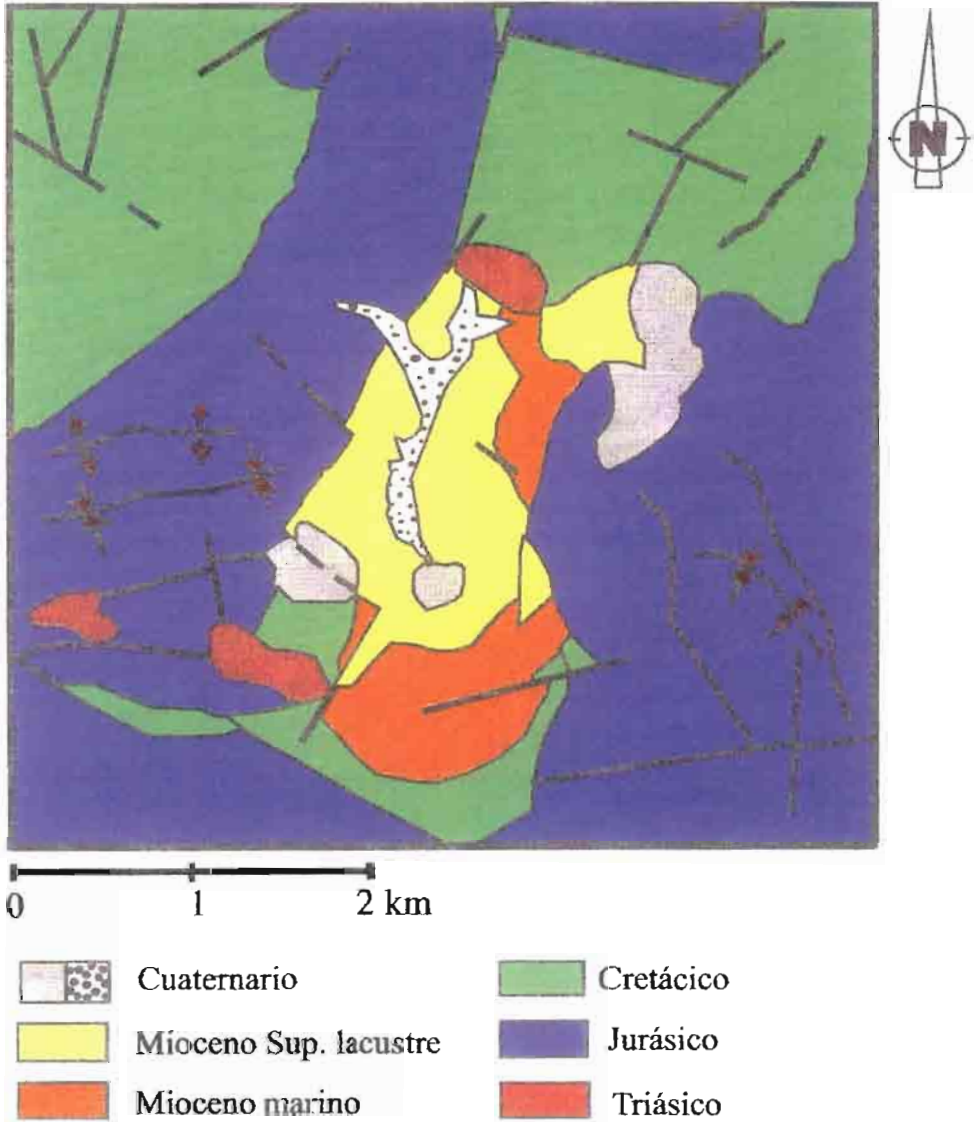 N
0 1 2 km
Cuaternario Cretácico
Mioceno Sup. lacustre Jurásico
Mioceno marino Triásico